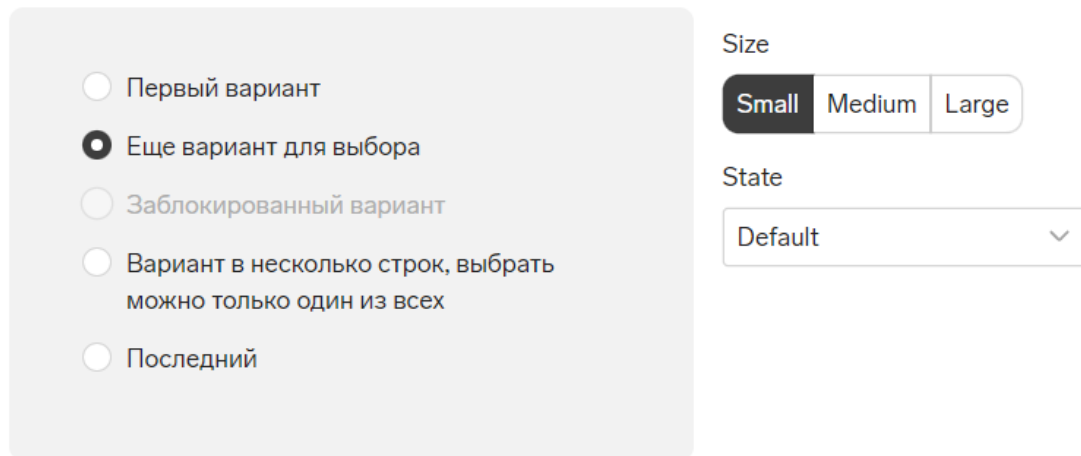 Первый вариант
Еще вариант для выбора
Заблокированный вариант
Вариант в несколько строк, выбрать
можно только один из всех
Последний
Size
Small Medium Large
State
Default